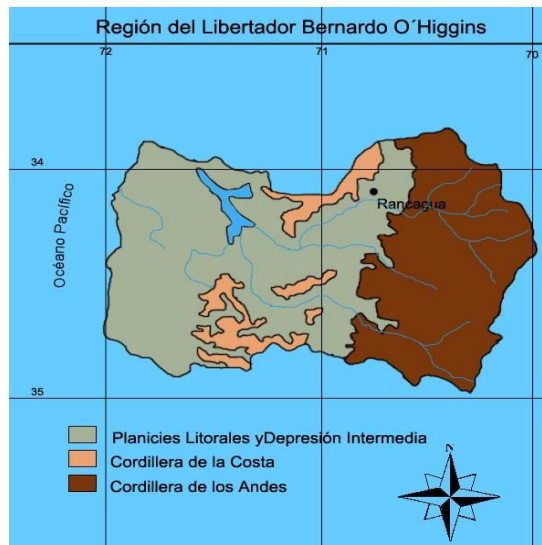 Región del Libertador Bernardo O´Higgins
72
71
70
34
Rancagua
Océano Pacífico
35
Planicies Litorales yDepresión Intermedia
Cordillera de la Costa
Cordillera de los Andes
N